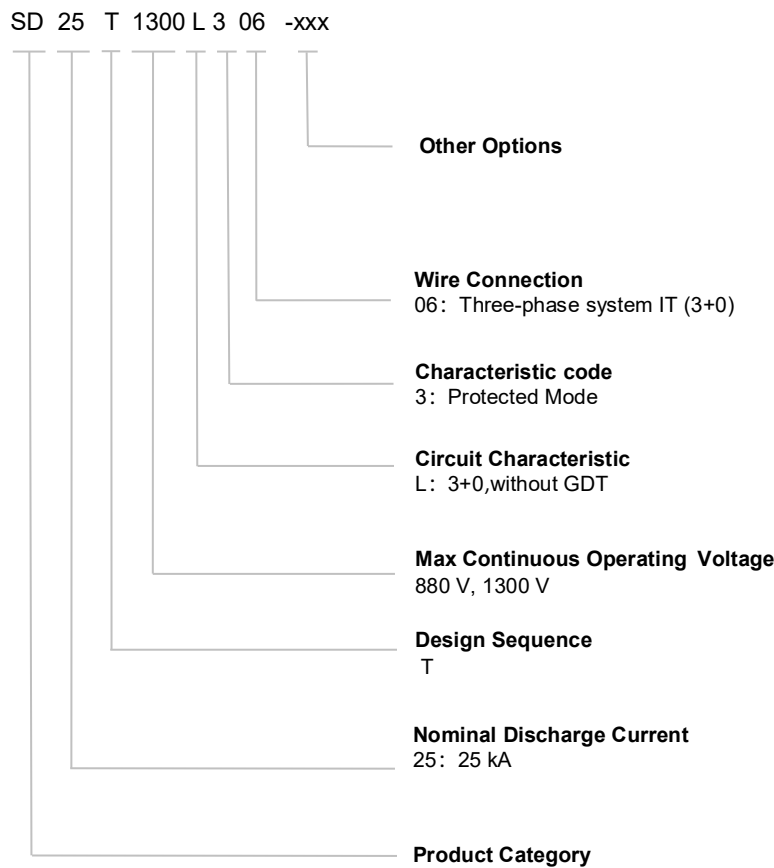 SD 25 T 1300 L 3 06 -xxx
Other Options
Wire Connection
06: Three-phase system IT (3+0)
Characteristic code
3: Protected Mode
Circuit Characteristic
L: 3+0,without GDT
Max Continuous Operating Voltage
880 V, 1300 V
Design Sequence
T
Nominal Discharge Current
25: 25 kA
Product Category